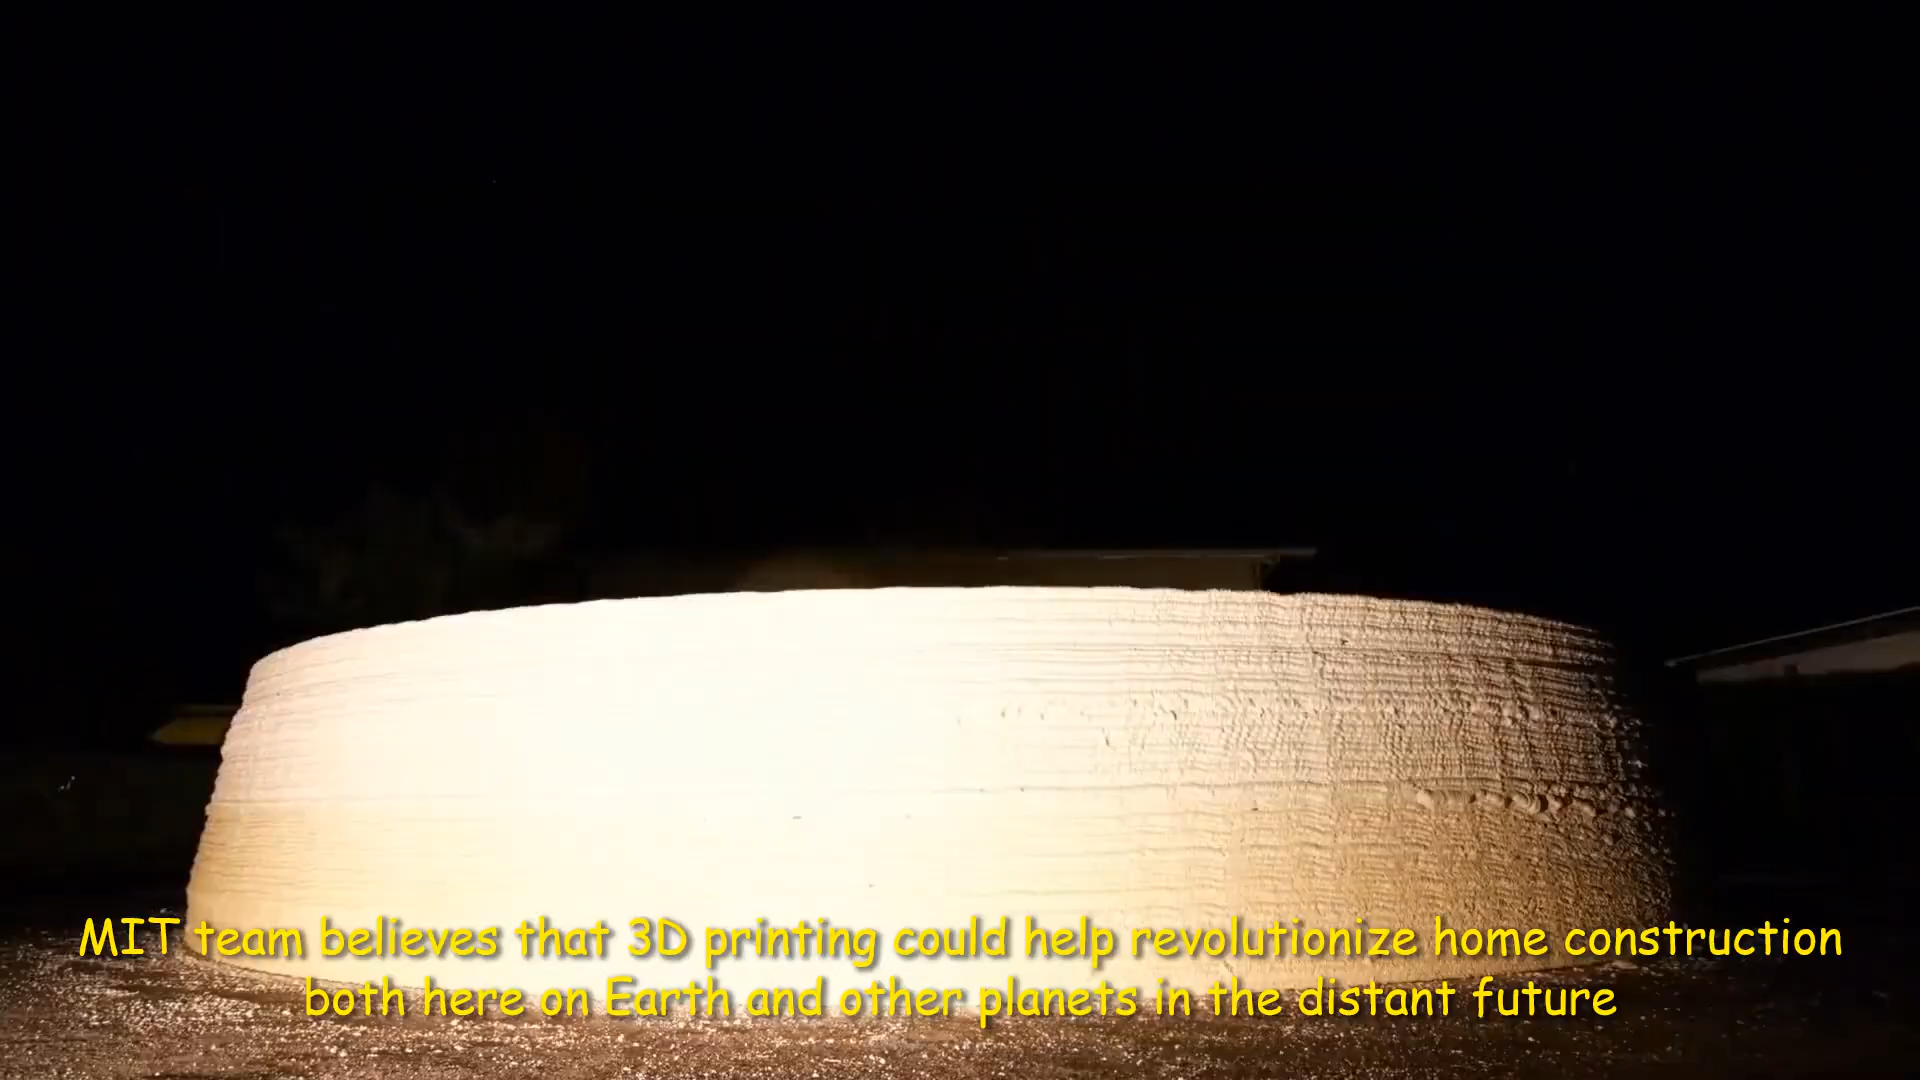 MIT team believes that 3D printing could help revolutionize home construction
both here on Earth and other planets in the distant future